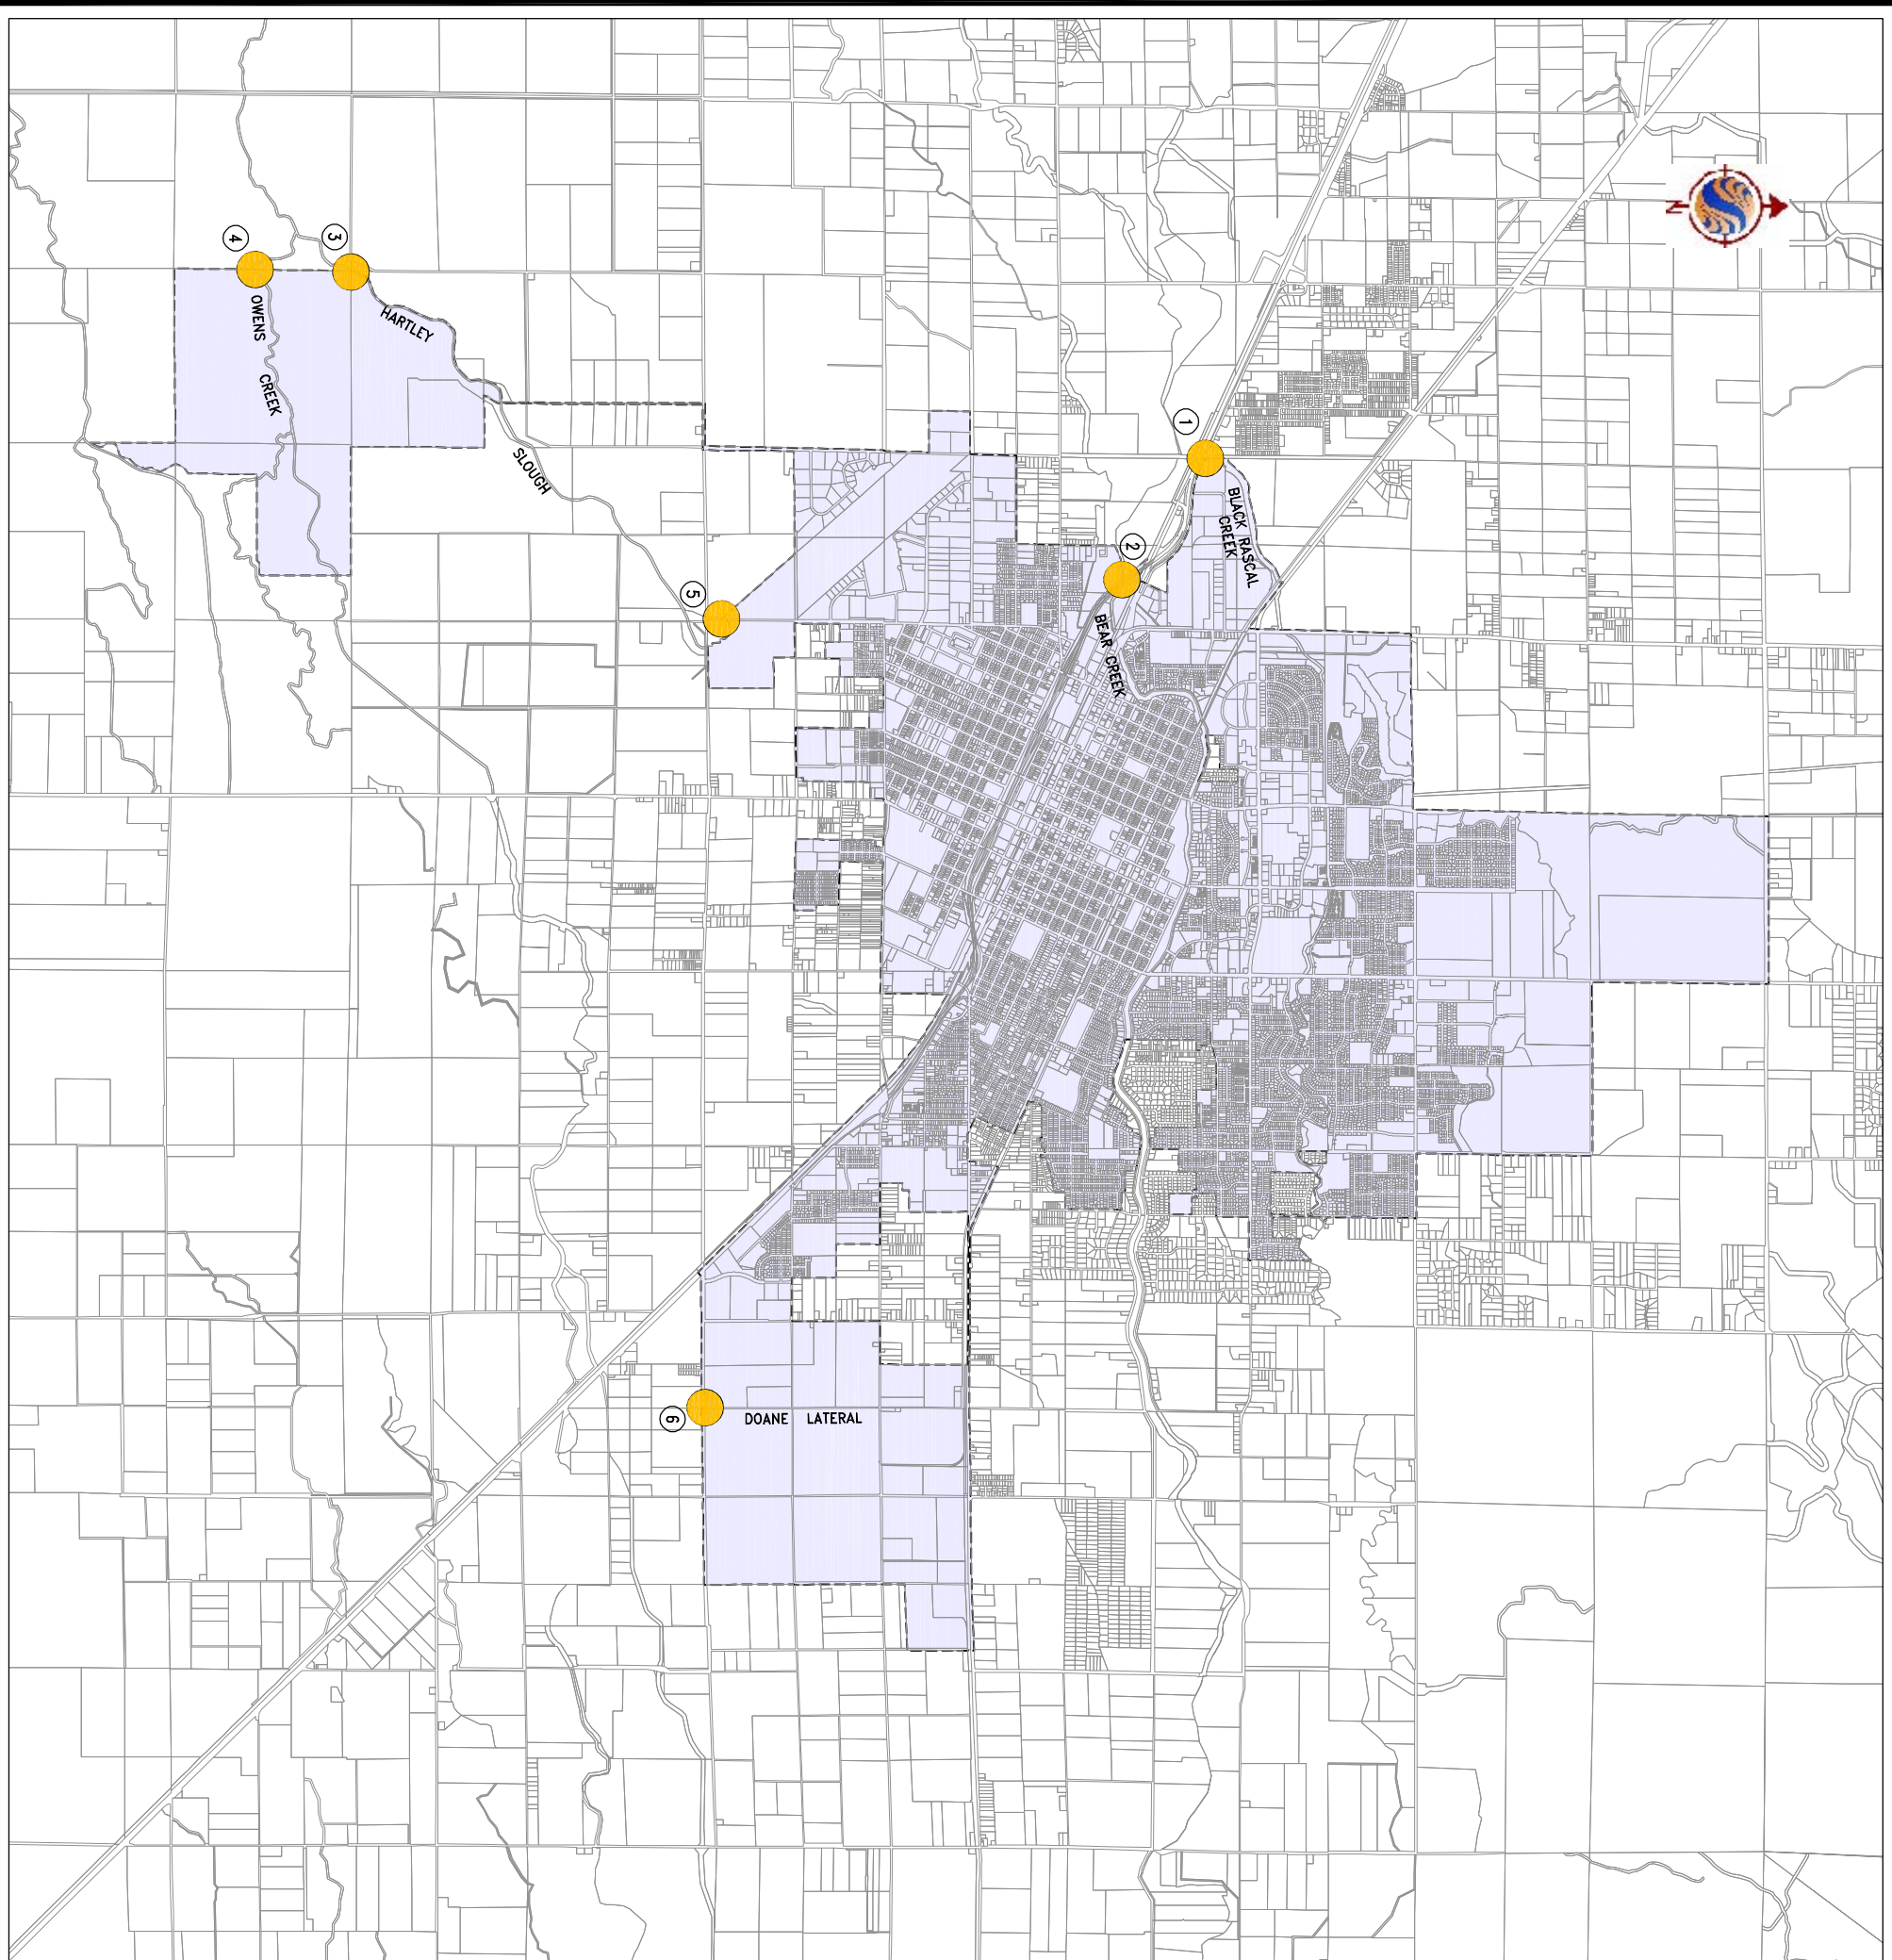 N
1
BLACK RASCAL
CREEK
2
BEAR CREEK
3
HARTLEY
SLOUGH
4
OWENS
CREEK
5
6
DOANE LATERAL